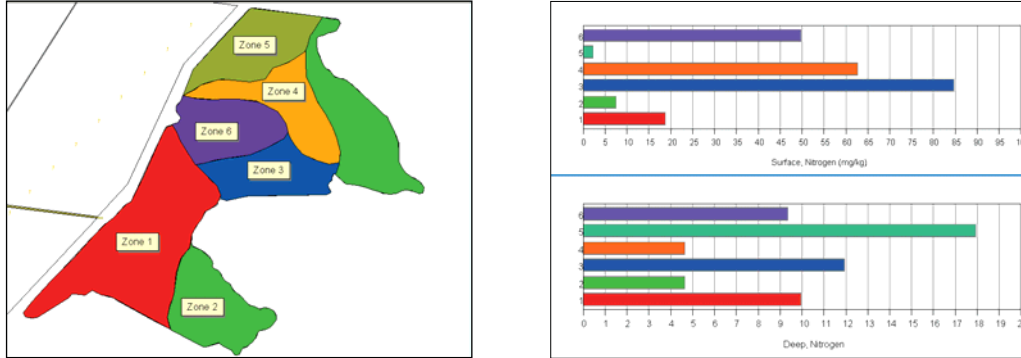 Zone 5
Zone 4
Zone 6
Zone 3
Zone 1
Zone 2
6
5
4
3
2
1
0 5 10 15 20 25 30 35 40 45 50 55 60 65 70 75 80 85 90 95 10
Surface, Nitrogen (mg/kg)
6
5
4
3
2
1
0 1 2 3 4 5 6 7 8 9 10 11 12 13 14 15 16 17 18 19 2
Deep, Nitrogen